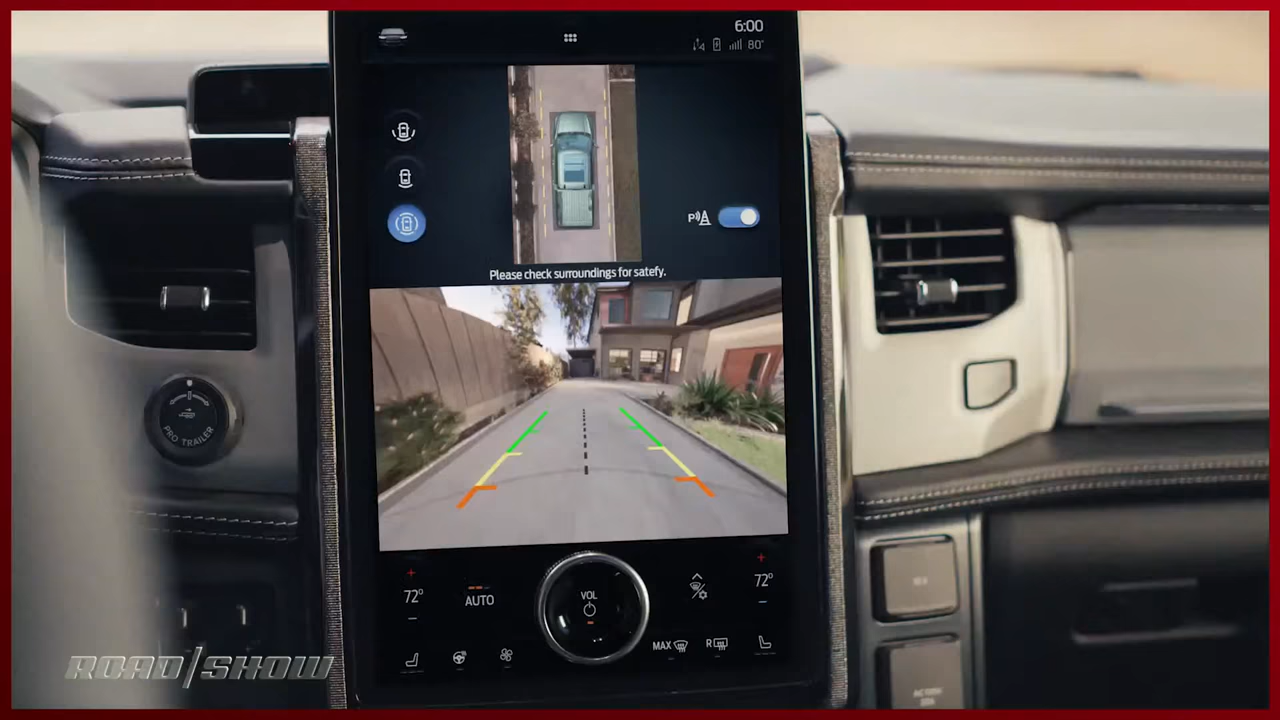 6:00
80°
P
Please check surroundings for satefy.
PRO TRAILER
72°
AUTO
VOL
72°
MAX
R
ROAD/SHOW